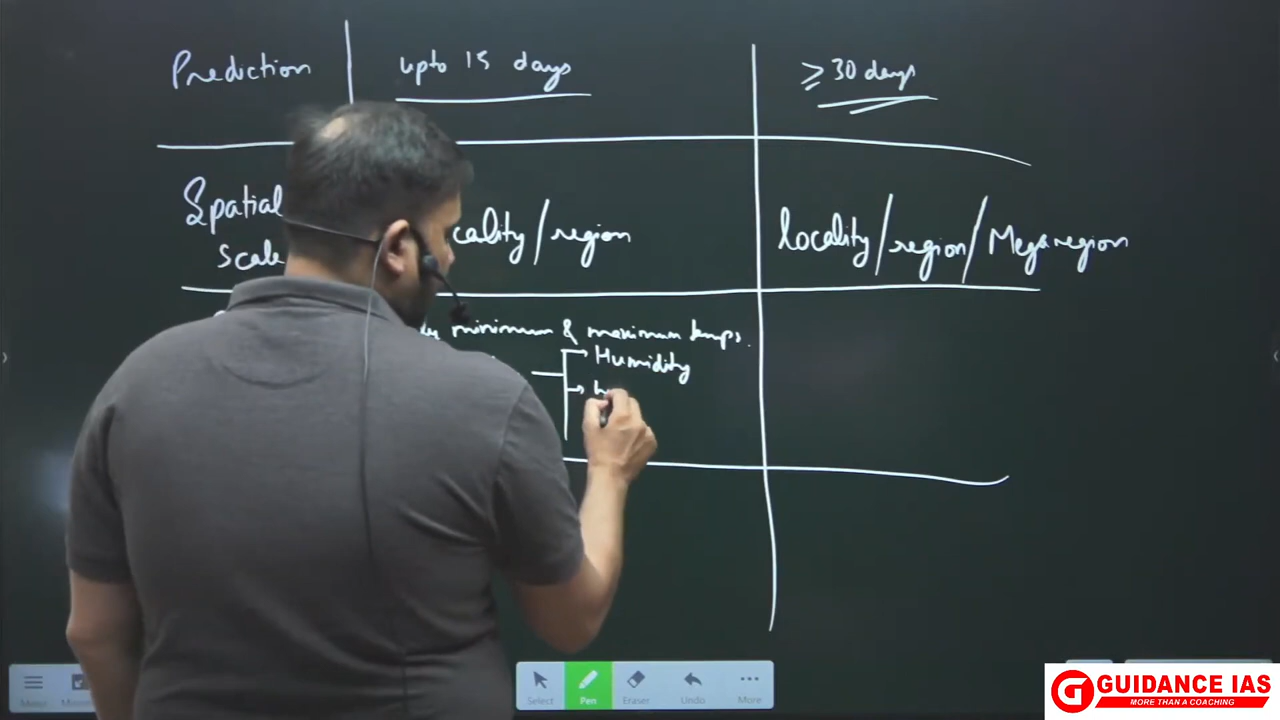 Prediction upto 15 days ≥ 30 days
Spatial scale
cality/region
locality/region/Megaregion
minimum & maximum temps.
→ Humidity
→
Menu
Select
Pen
Eraser
Undo
More
GUIDANCE IAS
MORE THAN A COACHING